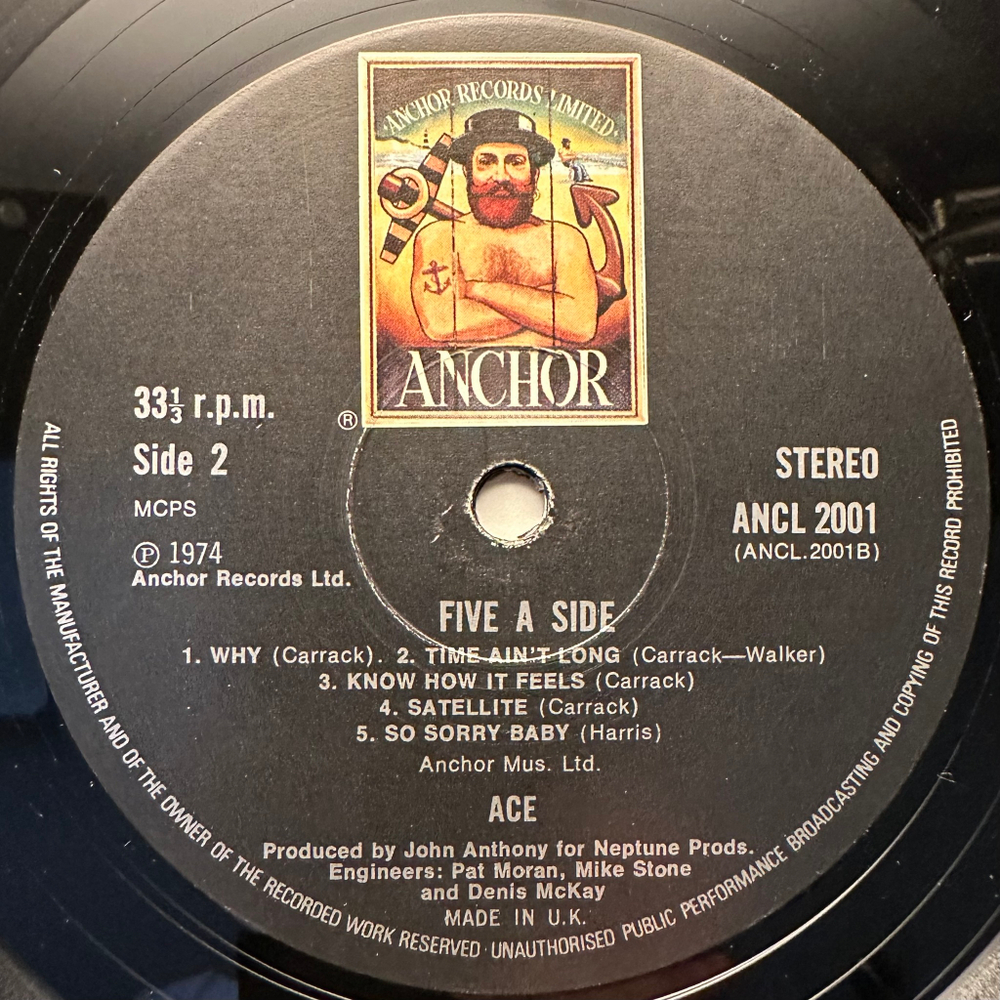 ANCHOR RECORDS LIMITED
ANCHOR
®
33⅓ r.p.m.
Side 2
MCPS
℗ 1974
Anchor Records Ltd.
STEREO
ANCL 2001
(ANCL.2001B)
FIVE A SIDE
1. WHY (Carrack). 2. TIME AIN'T LONG (Carrack—Walker)
3. KNOW HOW IT FEELS (Carrack)
4. SATELLITE (Carrack)
5. SO SORRY BABY (Harris)
Anchor Mus. Ltd.
ACE
Produced by John Anthony for Neptune Prods.
Engineers: Pat Moran, Mike Stone
and Denis McKay
MADE IN U.K.
ALL RIGHTS OF THE MANUFACTURER AND OF THE OWNER OF THE RECORDED WORK RESERVED · UNAUTHORISED PUBLIC PERFORMANCE BROADCASTING AND COPYING OF THIS RECORD PROHIBITED